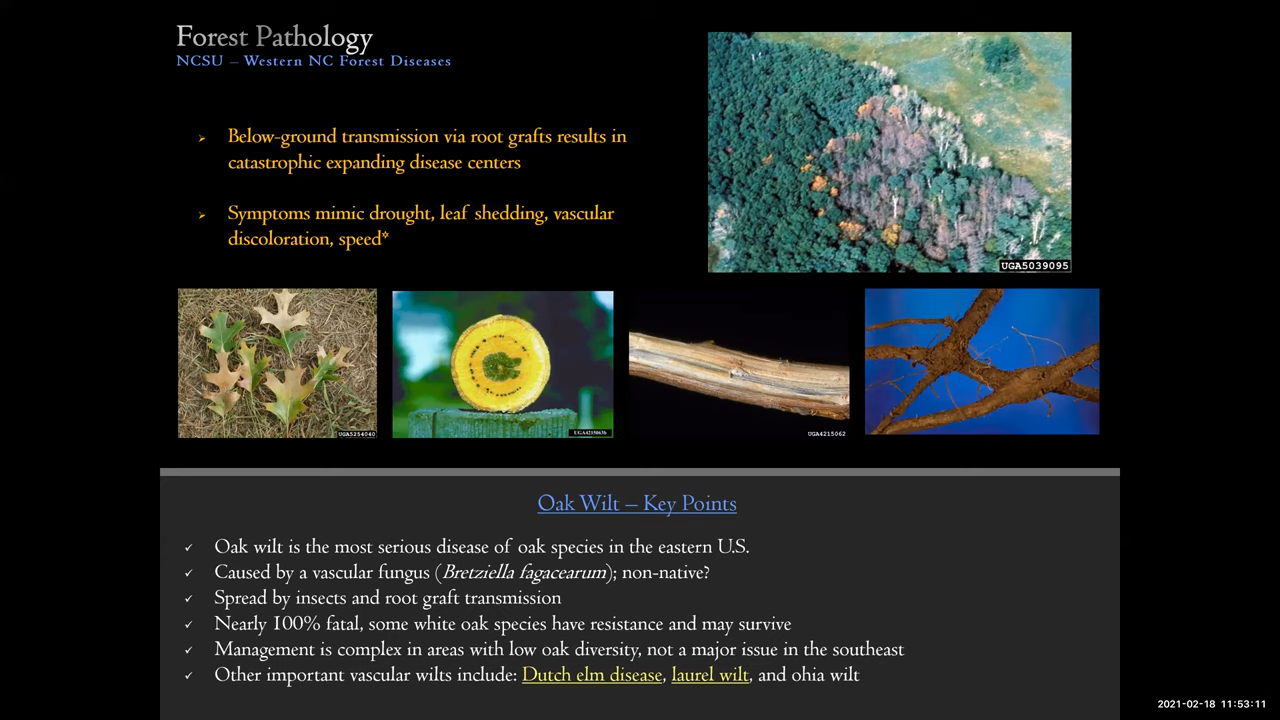 Forest Pathology
NCSU – Western NC Forest Diseases
➢ Below-ground transmission via root grafts results in
catastrophic expanding disease centers
➢ Symptoms mimic drought, leaf shedding, vascular
discoloration, speed*
UGA5039095
UGA5254040
UGA4215062
Oak Wilt – Key Points
✓ Oak wilt is the most serious disease of oak species in the eastern U.S.
✓ Caused by a vascular fungus (Bretziella fagacearum); non-native?
✓ Spread by insects and root graft transmission
✓ Nearly 100% fatal, some white oak species have resistance and may survive
✓ Management is complex in areas with low oak diversity, not a major issue in the southeast
✓ Other important vascular wilts include: Dutch elm disease, laurel wilt, and ohia wilt
2021-02-18 11:53:11